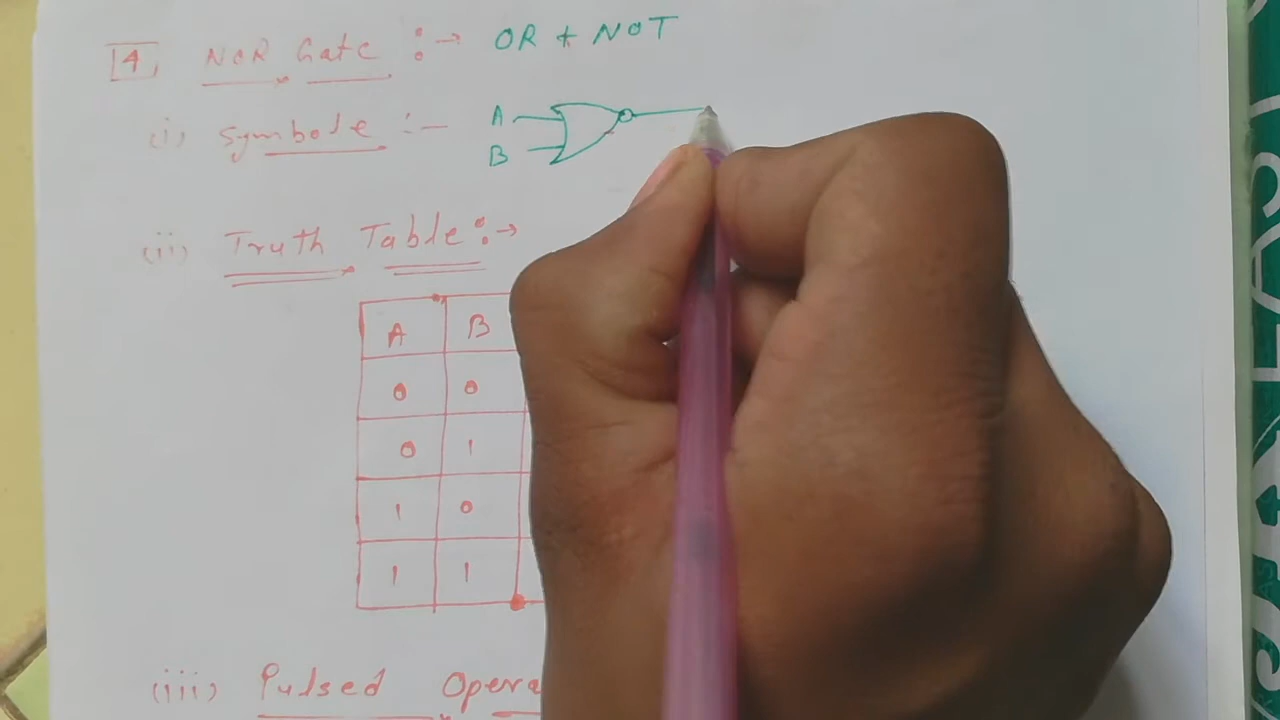 4 NOR Gate :→ OR + NOT
(i) Symbole :- A
B
(ii) Truth Table :→
A B
0 0
0 1
1 0
1 1
(iii) Pulsed Opera